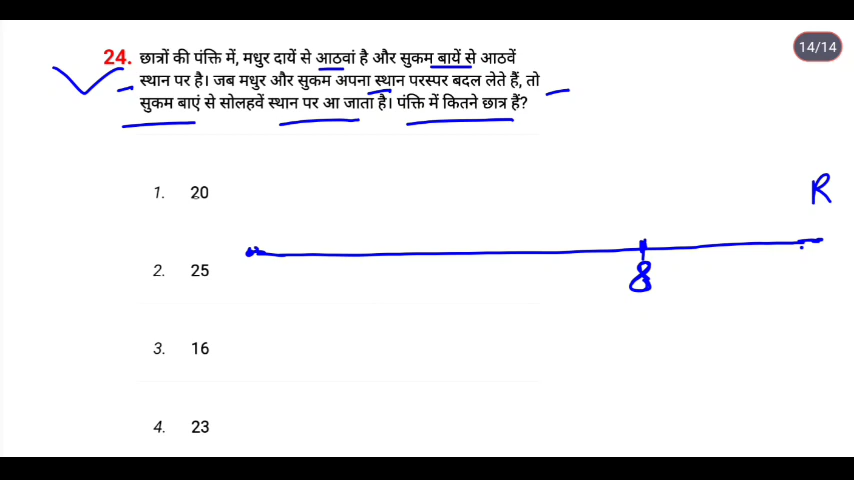 14/14
24. छात्रों की पंक्ति में, मधुर दायें से आठवां है और सुकम बायें से आठवें
स्थान पर है। जब मधुर और सुकम अपना स्थान परस्पर बदल लेते हैं, तो
सुकम बाएं से सोलहवें स्थान पर आ जाता है। पंक्ति में कितने छात्र हैं?
1. 20
R
2. 25
8
3. 16
4. 23